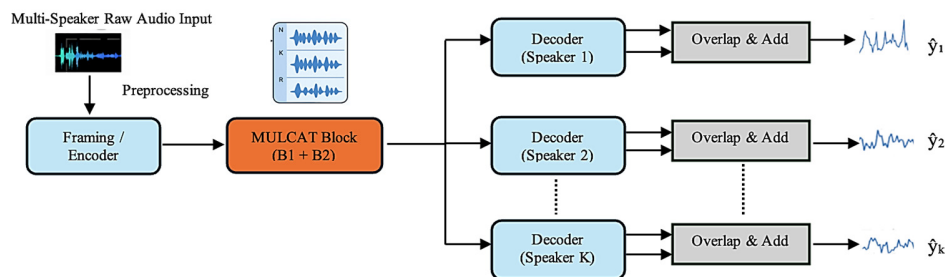 Multi-Speaker Raw Audio Input
Preprocessing
Framing /
Encoder
N
K
R
MULCAT Block
(B1 + B2)
Decoder
(Speaker 1)
Overlap & Add
ŷ₁
Decoder
(Speaker 2)
Overlap & Add
ŷ₂
Decoder
(Speaker K)
Overlap & Add
ŷₖ